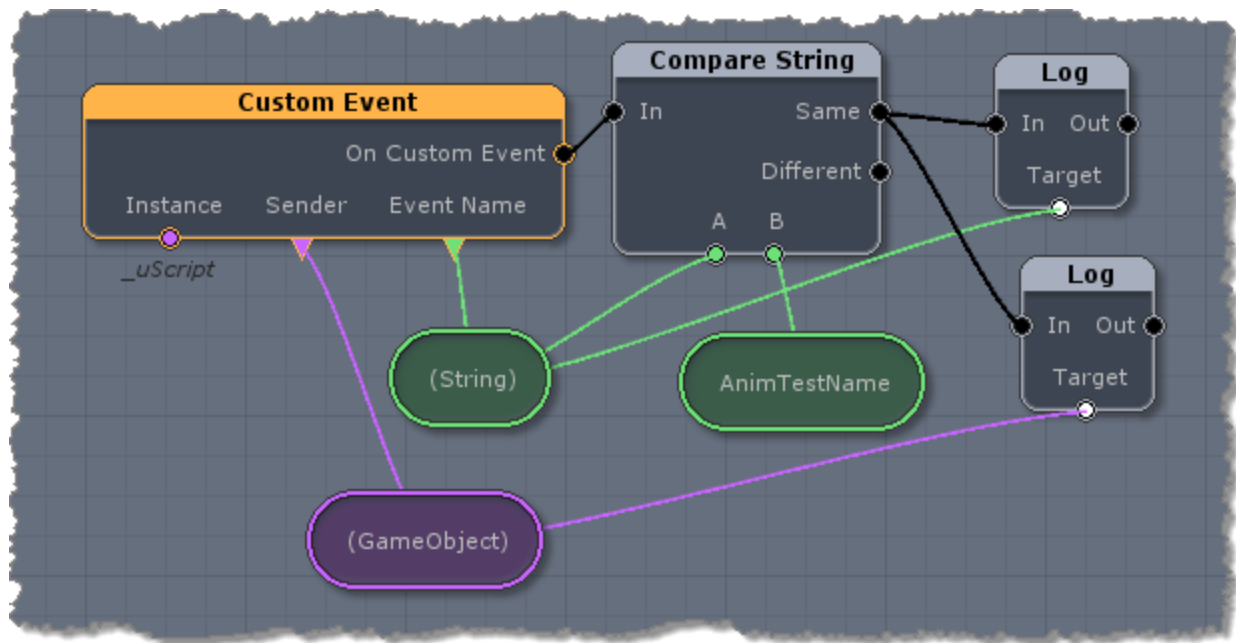 Custom Event
On Custom Event
Instance Sender Event Name
_uScript
Compare String
In Same
Different
A B
Log
In Out
Target
Log
In Out
Target
(String)
AnimTestName
(GameObject)